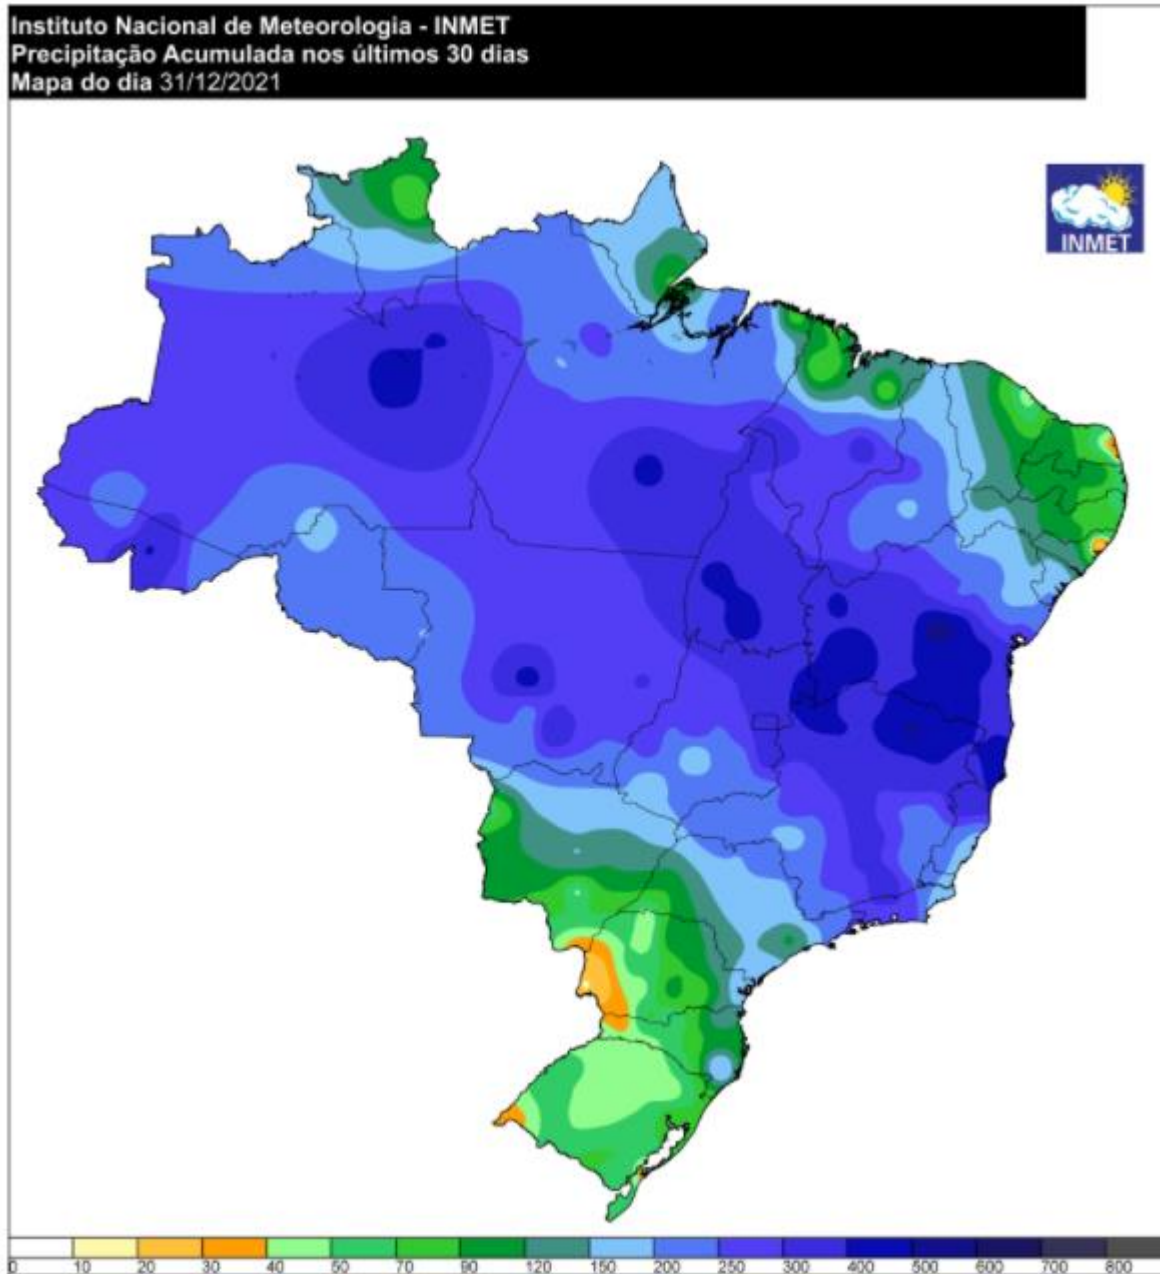 Instituto Nacional de Meteorologia - INMET
Precipitação Acumulada nos últimos 30 dias
Mapa do dia 31/12/2021
INMET
0 10 20 30 40 50 70 90 120 150 200 250 300 400 500 600 700 800